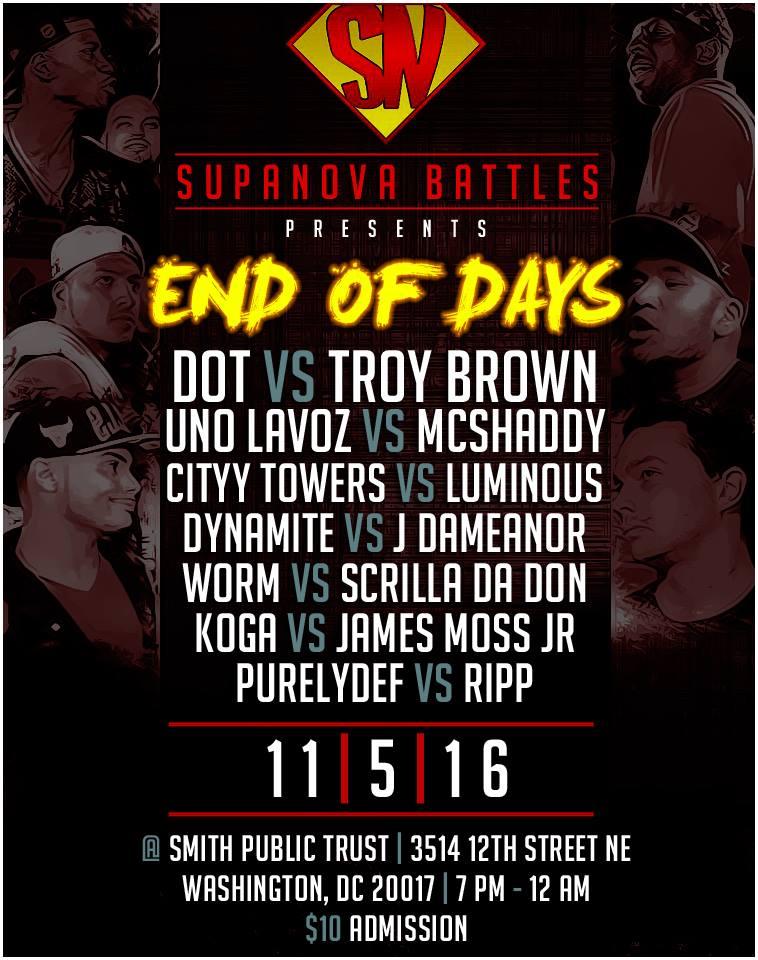 SN
SUPANOVA BATTLES
PRESENTS
END OF DAYS
DOT VS TROY BROWN
UNO LAVOZ VS MCSHADDY
CITYY TOWERS VS LUMINOUS
DYNAMITE VS J DAMEANOR
WORM VS SCRILLA DA DON
KOGA VS JAMES MOSS JR
PURELYDEF VS RIPP
11|5|16
@ SMITH PUBLIC TRUST | 3514 12TH STREET NE
WASHINGTON, DC 20017 | 7 PM - 12 AM
$10 ADMISSION